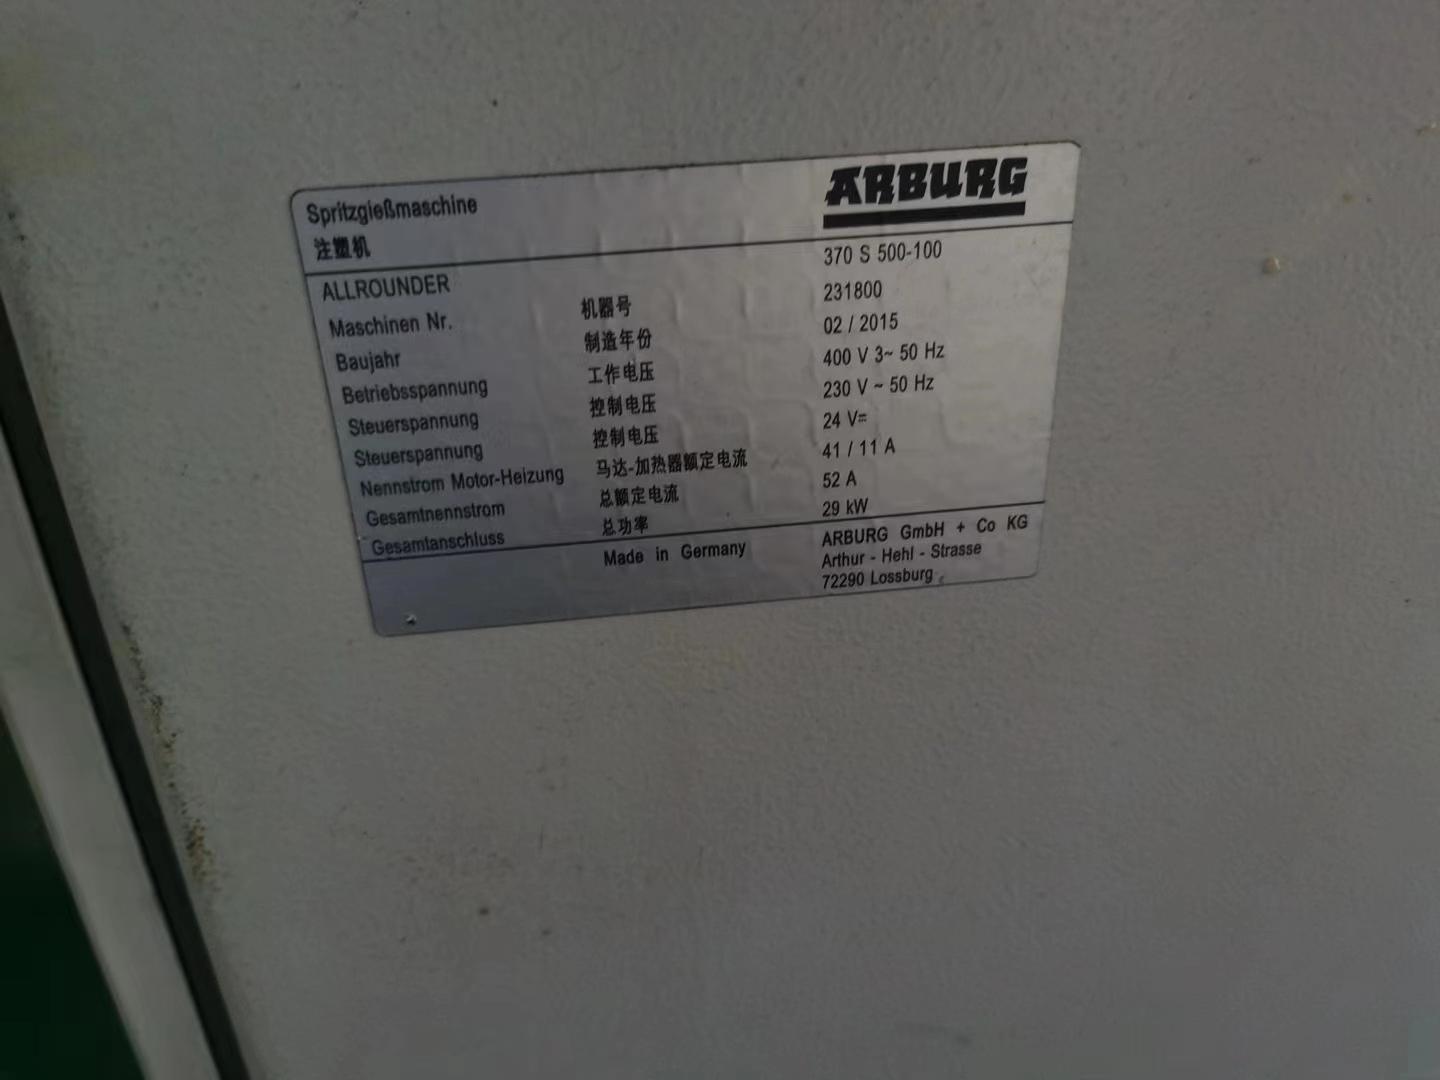 Spritzgießmaschine
注塑机
ARBURG
ALLROUNDER 370 S 500-100
Maschinen Nr. 机器号 231800
Baujahr 制造年份 02 / 2015
Betriebsspannung 工作电压 400 V 3~ 50 Hz
Steuerspannung 控制电压 230 V ~ 50 Hz
Steuerspannung 控制电压 24 V=
Nennstrom Motor-Heizung 马达-加热器额定电流 41 / 11 A
Gesamtnennstrom 总额定电流 52 A
Gesamtanschluss 总功率 29 kW
Made in Germany ARBURG GmbH + Co KG
Arthur - Hehl - Strasse
72290 Lossburg